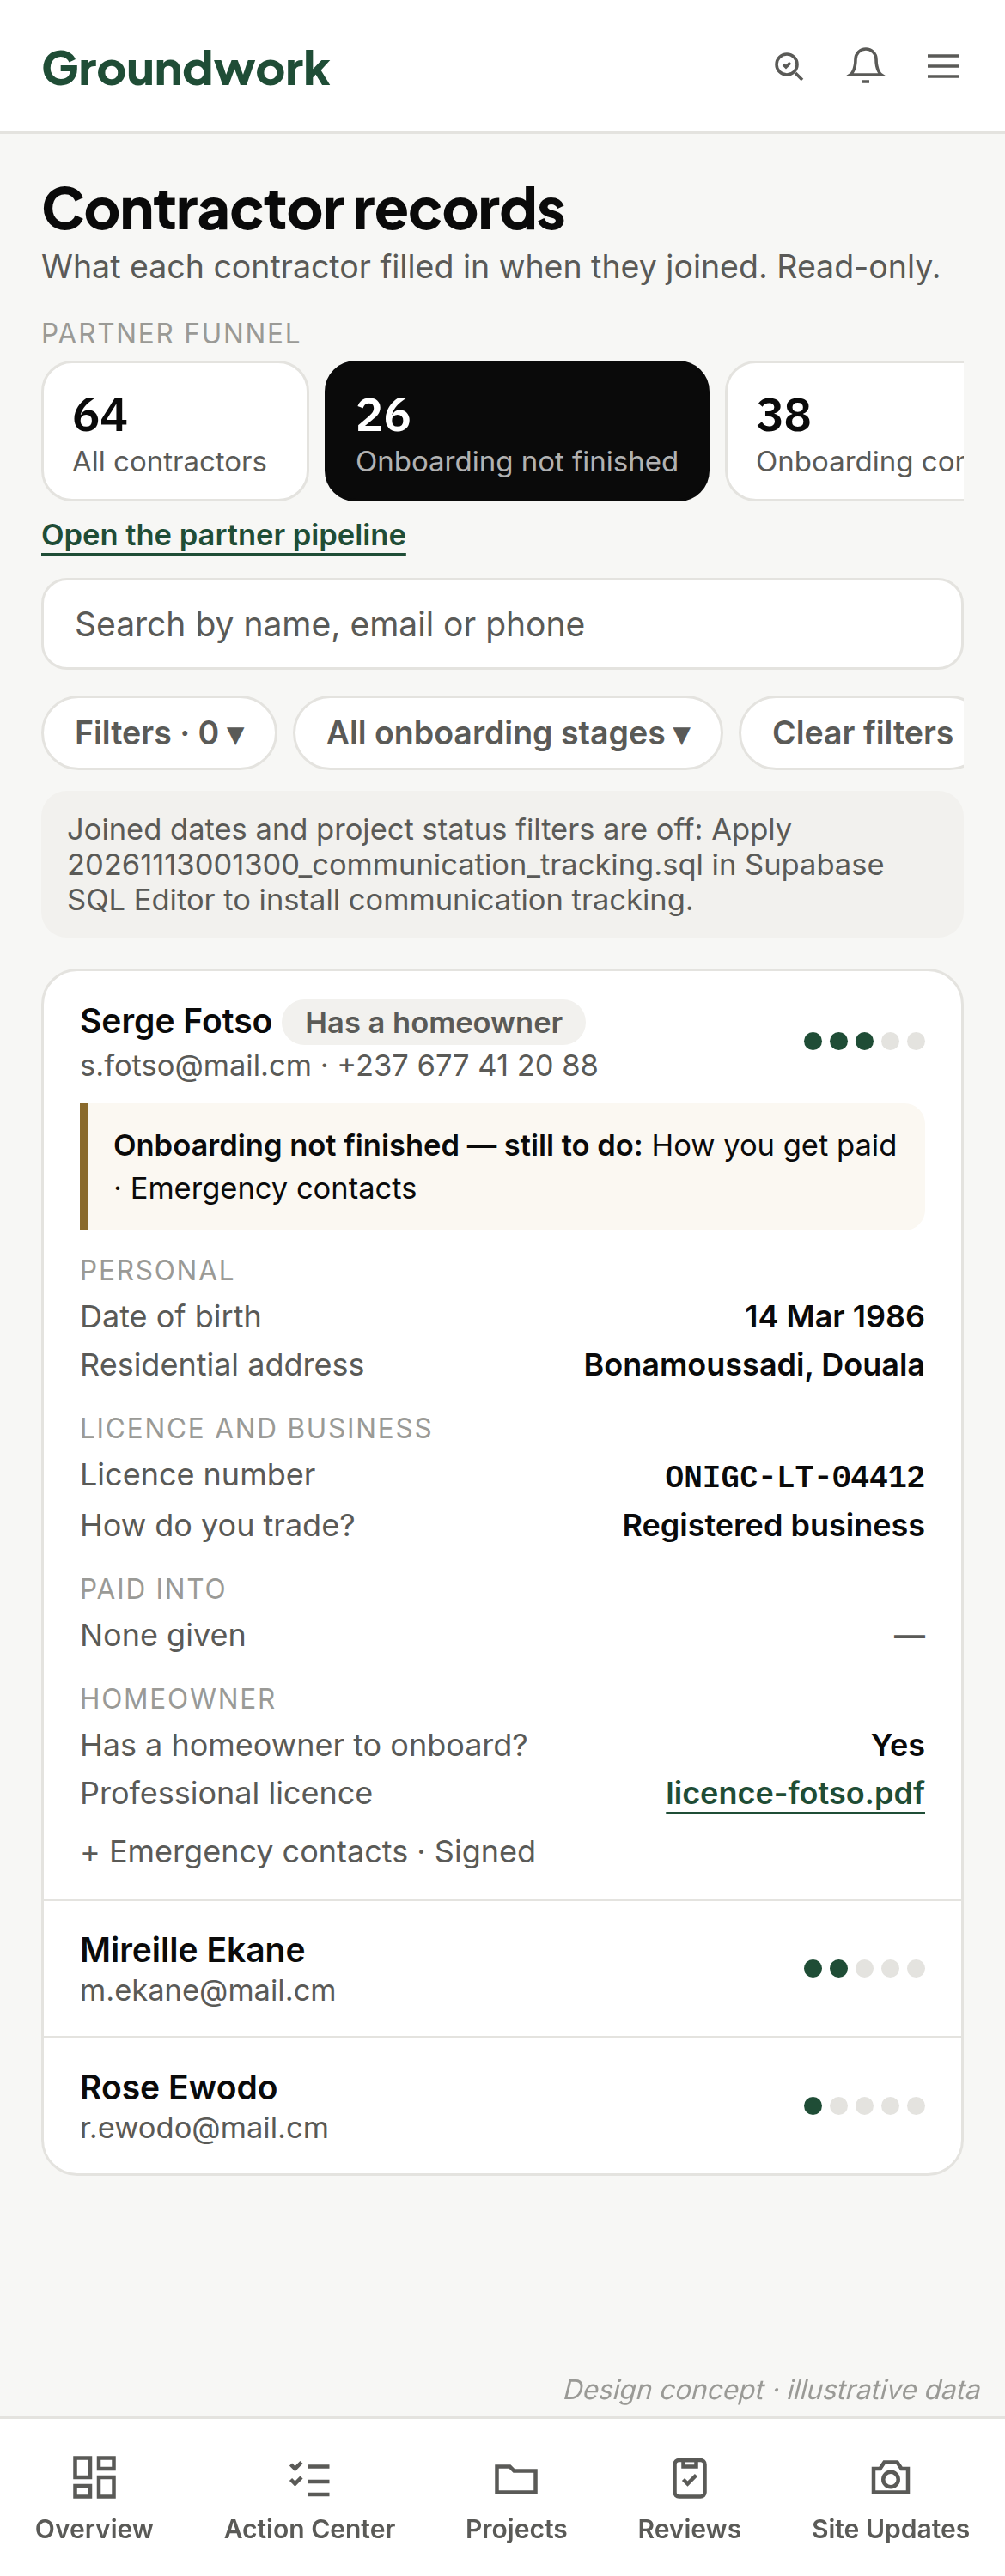 Groundwork
Contractor records
What each contractor filled in when they joined. Read-only.
PARTNER FUNNEL
64
All contractors
26
Onboarding not finished
38
Onboarding cor
Open the partner pipeline
Search by name, email or phone
Filters · 0 ▾
All onboarding stages ▾
Clear filters
Joined dates and project status filters are off: Apply
20261113001300_communication_tracking.sql in Supabase
SQL Editor to install communication tracking.
Serge Fotso Has a homeowner
s.fotso@mail.cm · +237 677 41 20 88
Onboarding not finished — still to do: How you get paid
· Emergency contacts
PERSONAL
Date of birth 14 Mar 1986
Residential address Bonamoussadi, Douala
LICENCE AND BUSINESS
Licence number ONIGC-LT-04412
How do you trade? Registered business
PAID INTO
None given —
HOMEOWNER
Has a homeowner to onboard? Yes
Professional licence licence-fotso.pdf
+ Emergency contacts · Signed
Mireille Ekane
m.ekane@mail.cm
Rose Ewodo
r.ewodo@mail.cm
Design concept · illustrative data
Overview
Action Center
Projects
Reviews
Site Updates